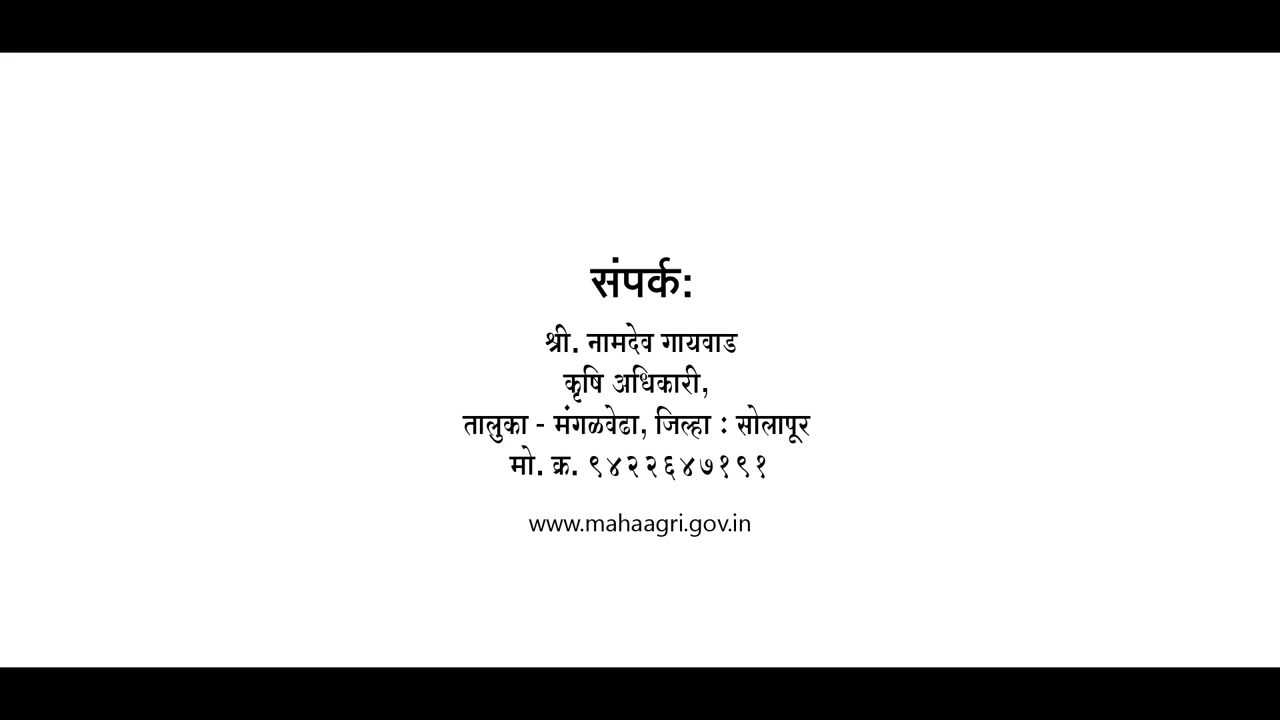 संपर्क:
श्री. नामदेव गायवाड
कृषि अधिकारी,
तालुका - मंगळवेढा, जिल्हा : सोलापूर
मो. क्र. ९४२२६४७१९१
www.mahaagri.gov.in